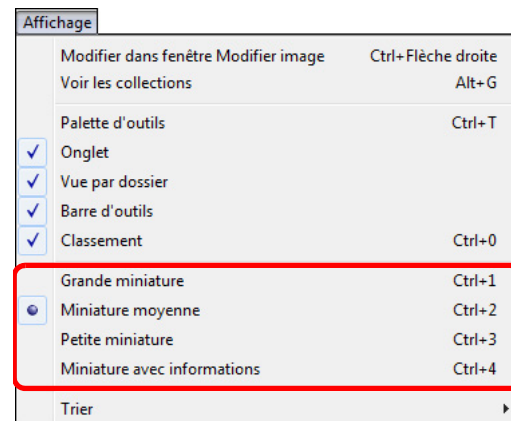 Affichage
Modifier dans fenêtre Modifier image Ctrl+Flèche droite
Voir les collections Alt+G
Palette d'outils Ctrl+T
Onglet
Vue par dossier
Barre d'outils
Classement Ctrl+0
Grande miniature Ctrl+1
Miniature moyenne Ctrl+2
Petite miniature Ctrl+3
Miniature avec informations Ctrl+4
Trier